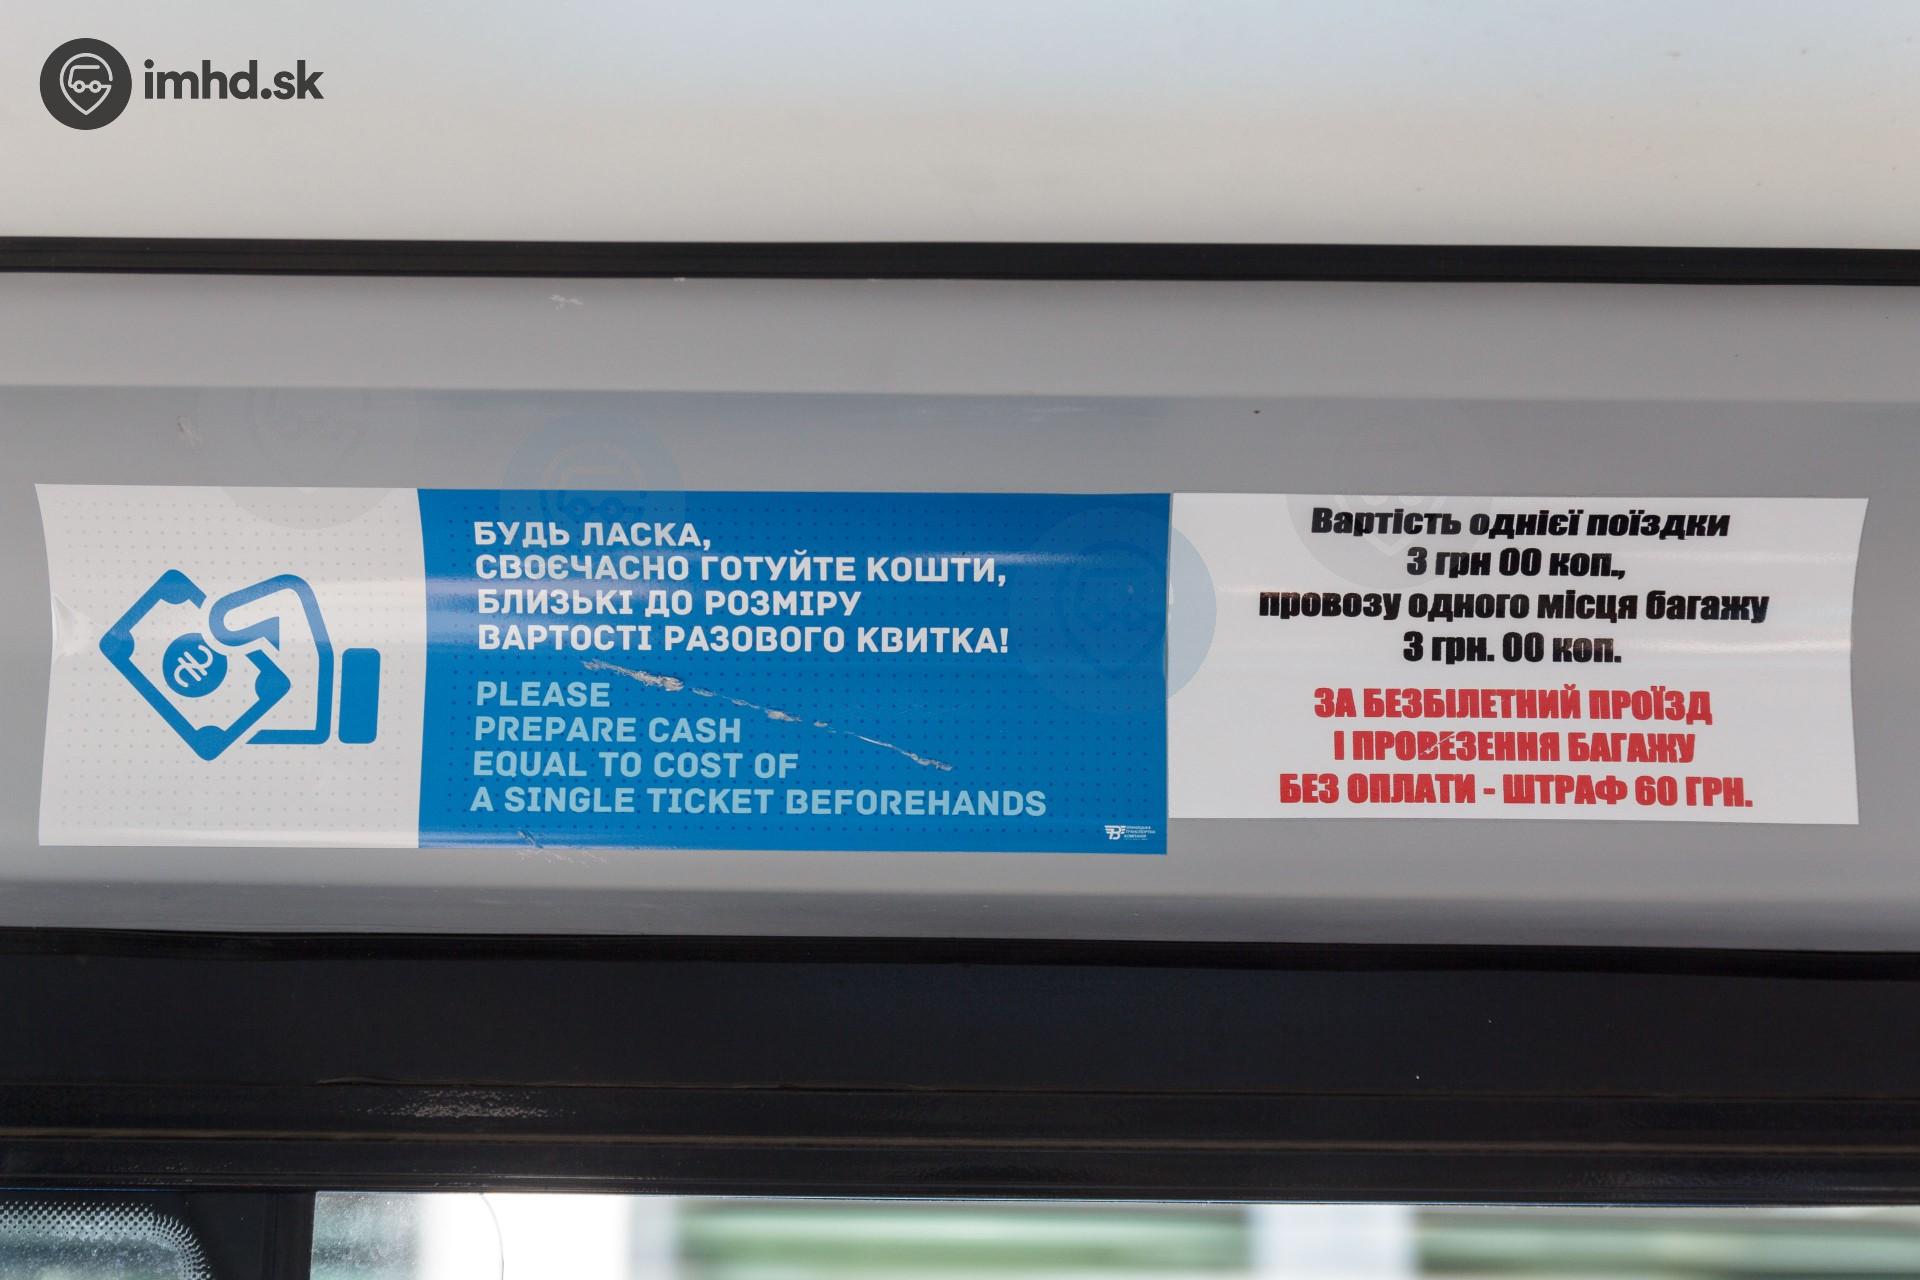 imhd.sk
БУДЬ ЛАСКА,
СВОЄЧАСНО ГОТУЙТЕ КОШТИ,
БЛИЗЬКІ ДО РОЗМІРУ
ВАРТОСТІ РАЗОВОГО КВИТКА!
PLEASE
PREPARE CASH
EQUAL TO COST OF
A SINGLE TICKET BEFOREHANDS
Вартість однієї поїздки
3 грн 00 коп.,
провозу одного місця багажу
3 грн. 00 коп.
ЗА БЕЗБІЛЕТНИЙ ПРОЇЗД
І ПРОВЕЗЕННЯ БАГАЖУ
БЕЗ ОПЛАТИ - ШТРАФ 60 ГРН.